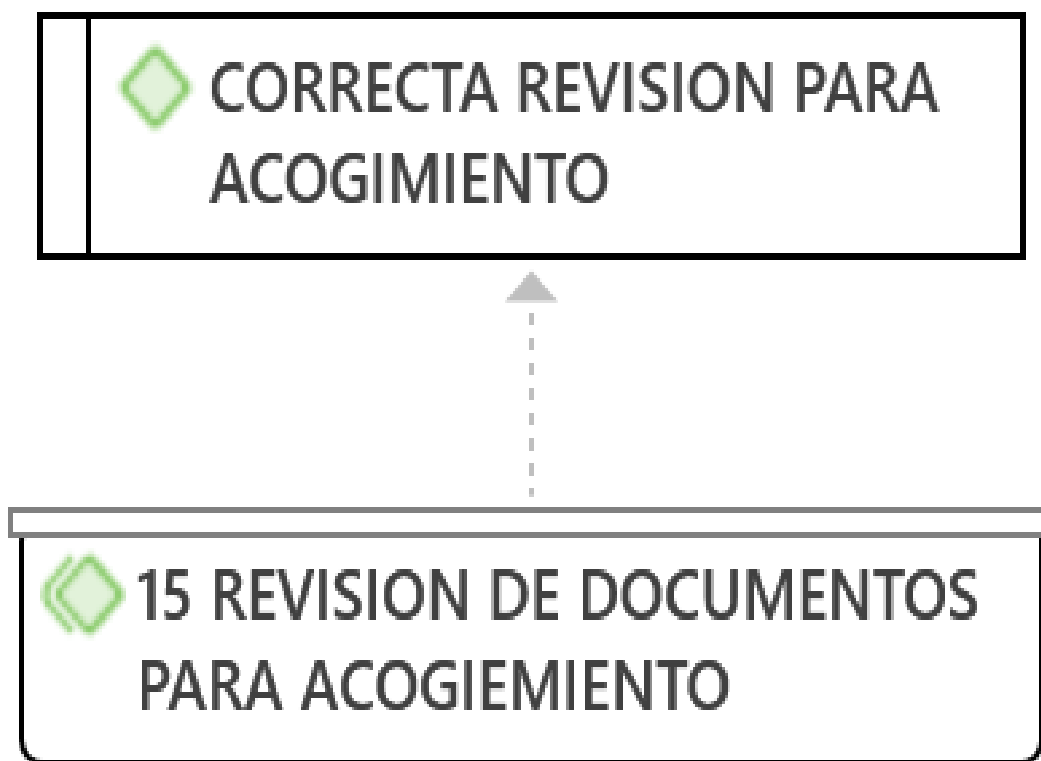 CORRECTA REVISION PARA
ACOGIMIENTO
15 REVISION DE DOCUMENTOS
PARA ACOGIEMIENTO